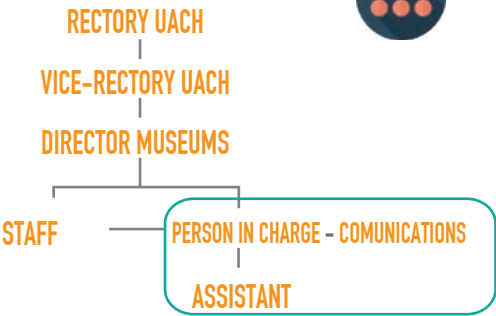 RECTORY UACH
VICE-RECTORY UACH
DIRECTOR MUSEUMS
STAFF
PERSON IN CHARGE - COMUNICATIONS
ASSISTANT